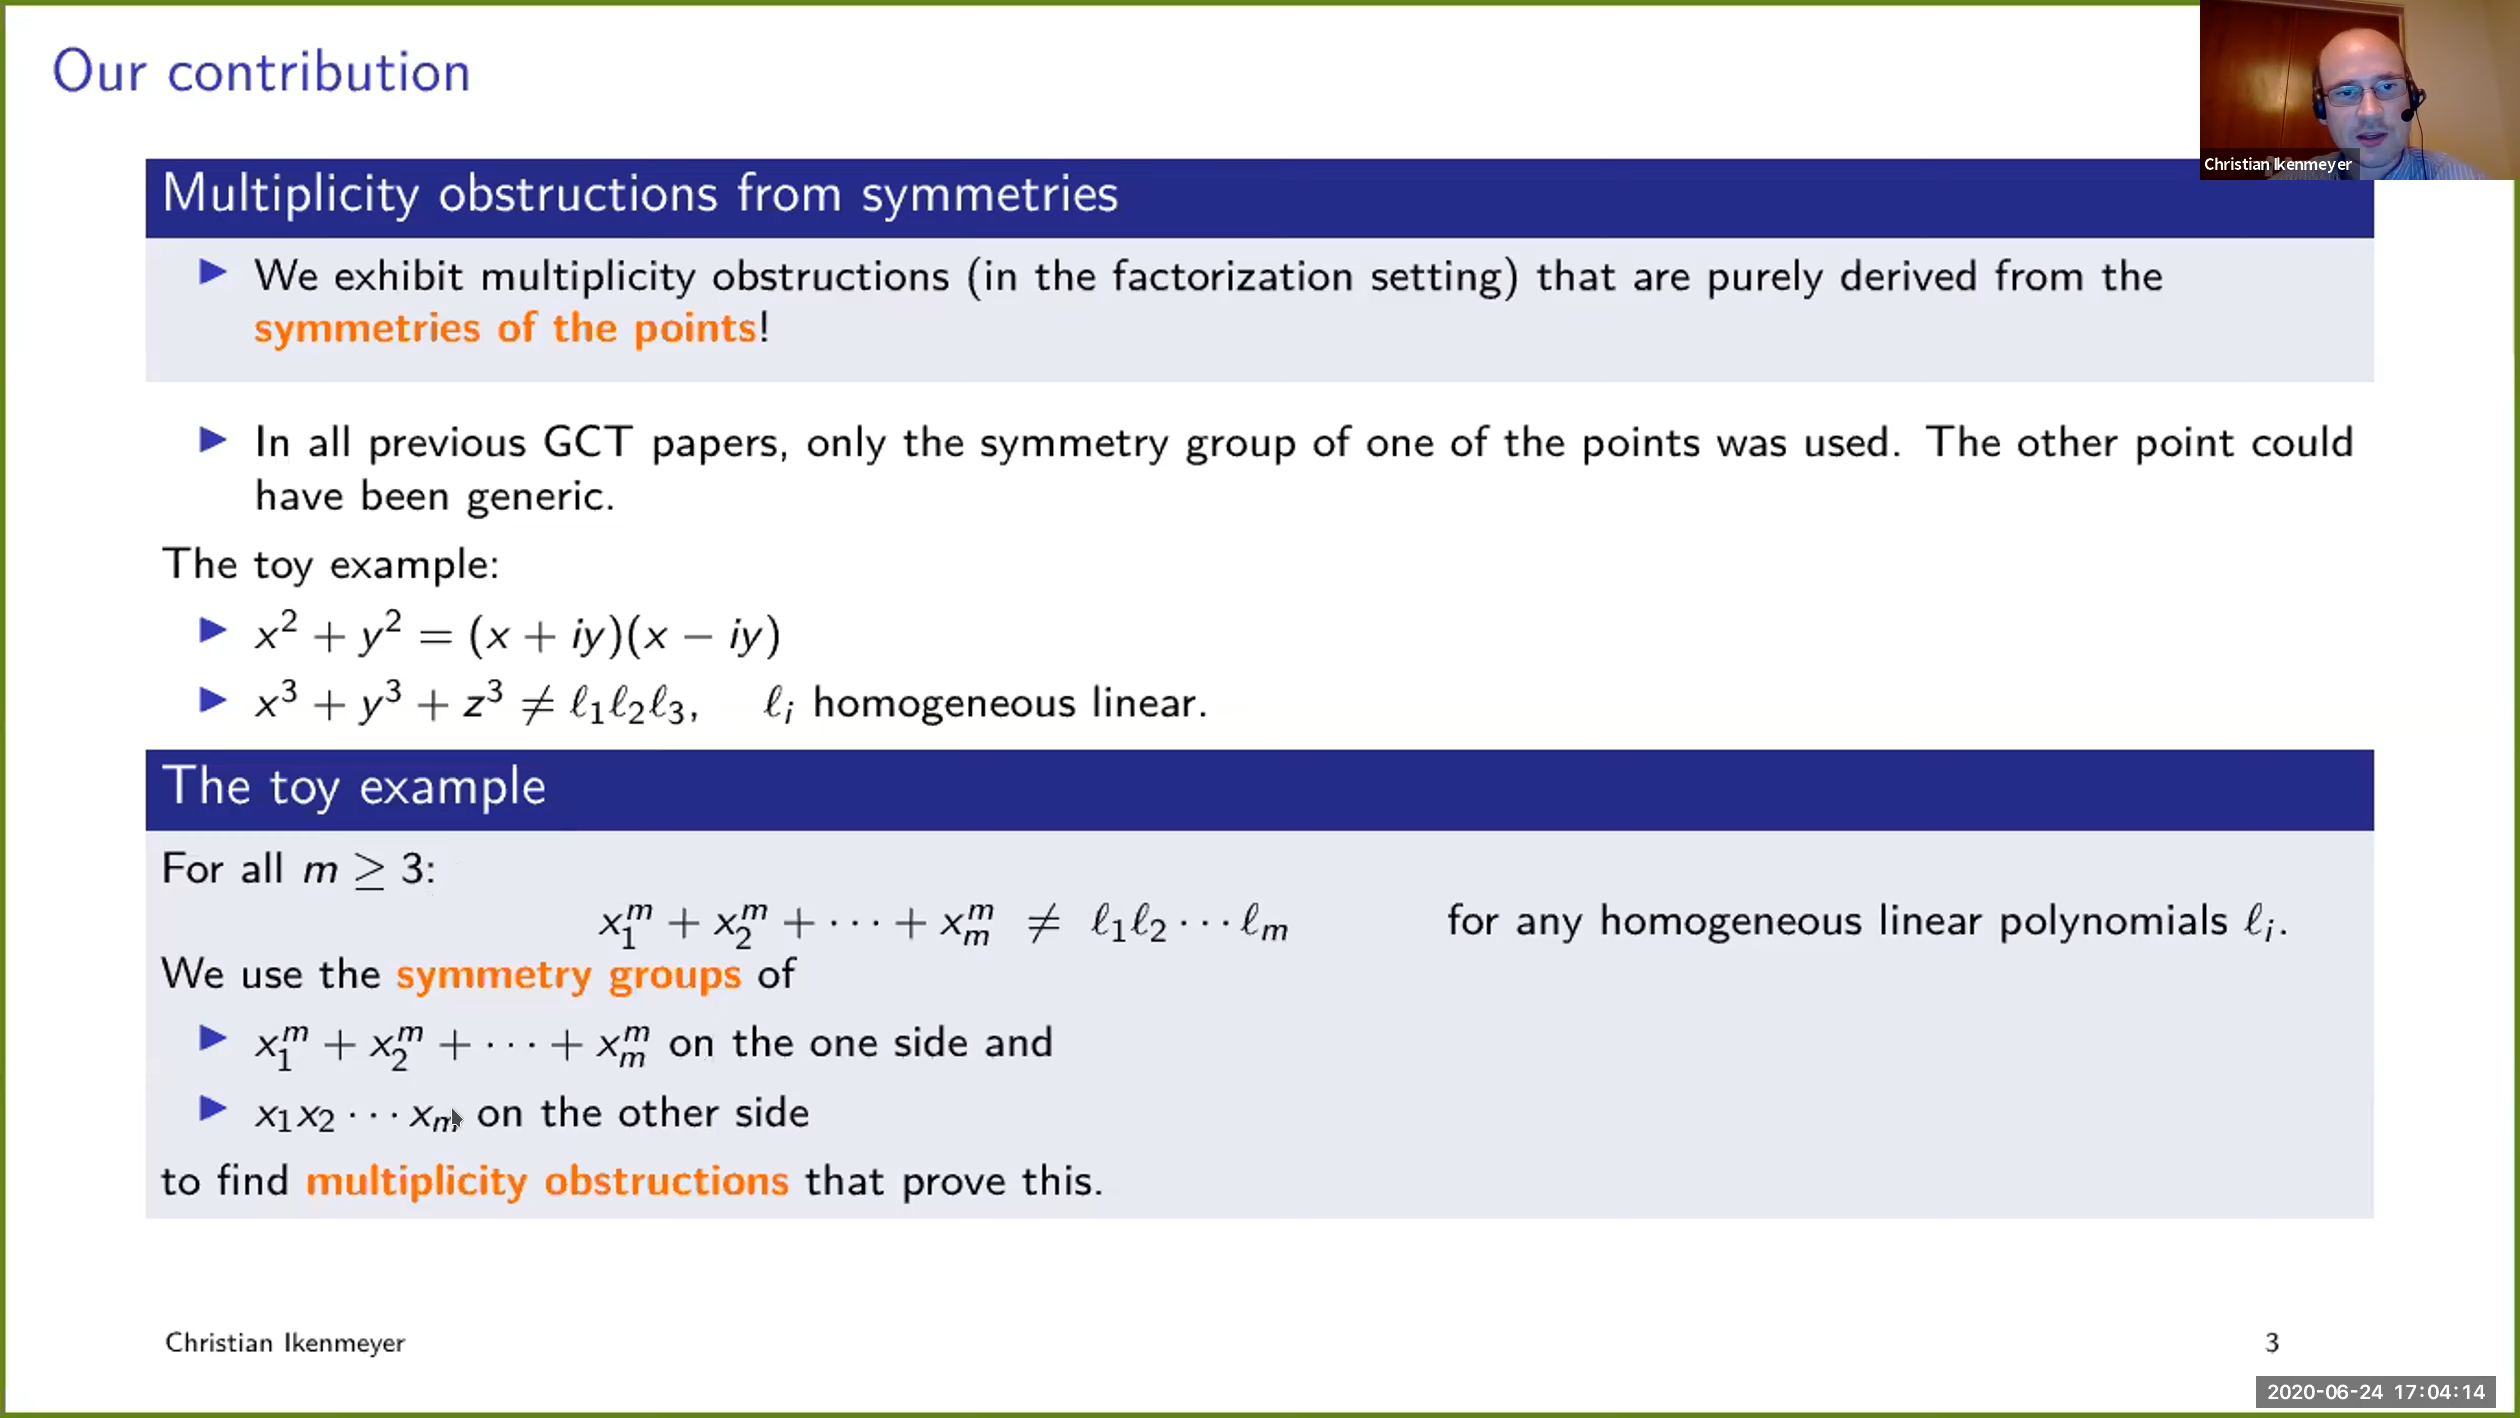 Our contribution
Christian Ikenmeyer
Multiplicity obstructions from symmetries
▶ We exhibit multiplicity obstructions (in the factorization setting) that are purely derived from the
symmetries of the points!
▶ In all previous GCT papers, only the symmetry group of one of the points was used. The other point could
have been generic.
The toy example:
▶ x² + y² = (x + iy)(x − iy)
▶ x³ + y³ + z³ ≠ ℓ₁ℓ₂ℓ₃, ℓᵢ homogeneous linear.
The toy example
For all m ≥ 3:
x₁ᵐ + x₂ᵐ + · · · + xₘᵐ ≠ ℓ₁ℓ₂ · · · ℓₘ for any homogeneous linear polynomials ℓᵢ.
We use the symmetry groups of
▶ x₁ᵐ + x₂ᵐ + · · · + xₘᵐ on the one side and
▶ x₁x₂ · · · xₘ on the other side
to find multiplicity obstructions that prove this.
Christian Ikenmeyer
3
2020-06-24 17:04:14